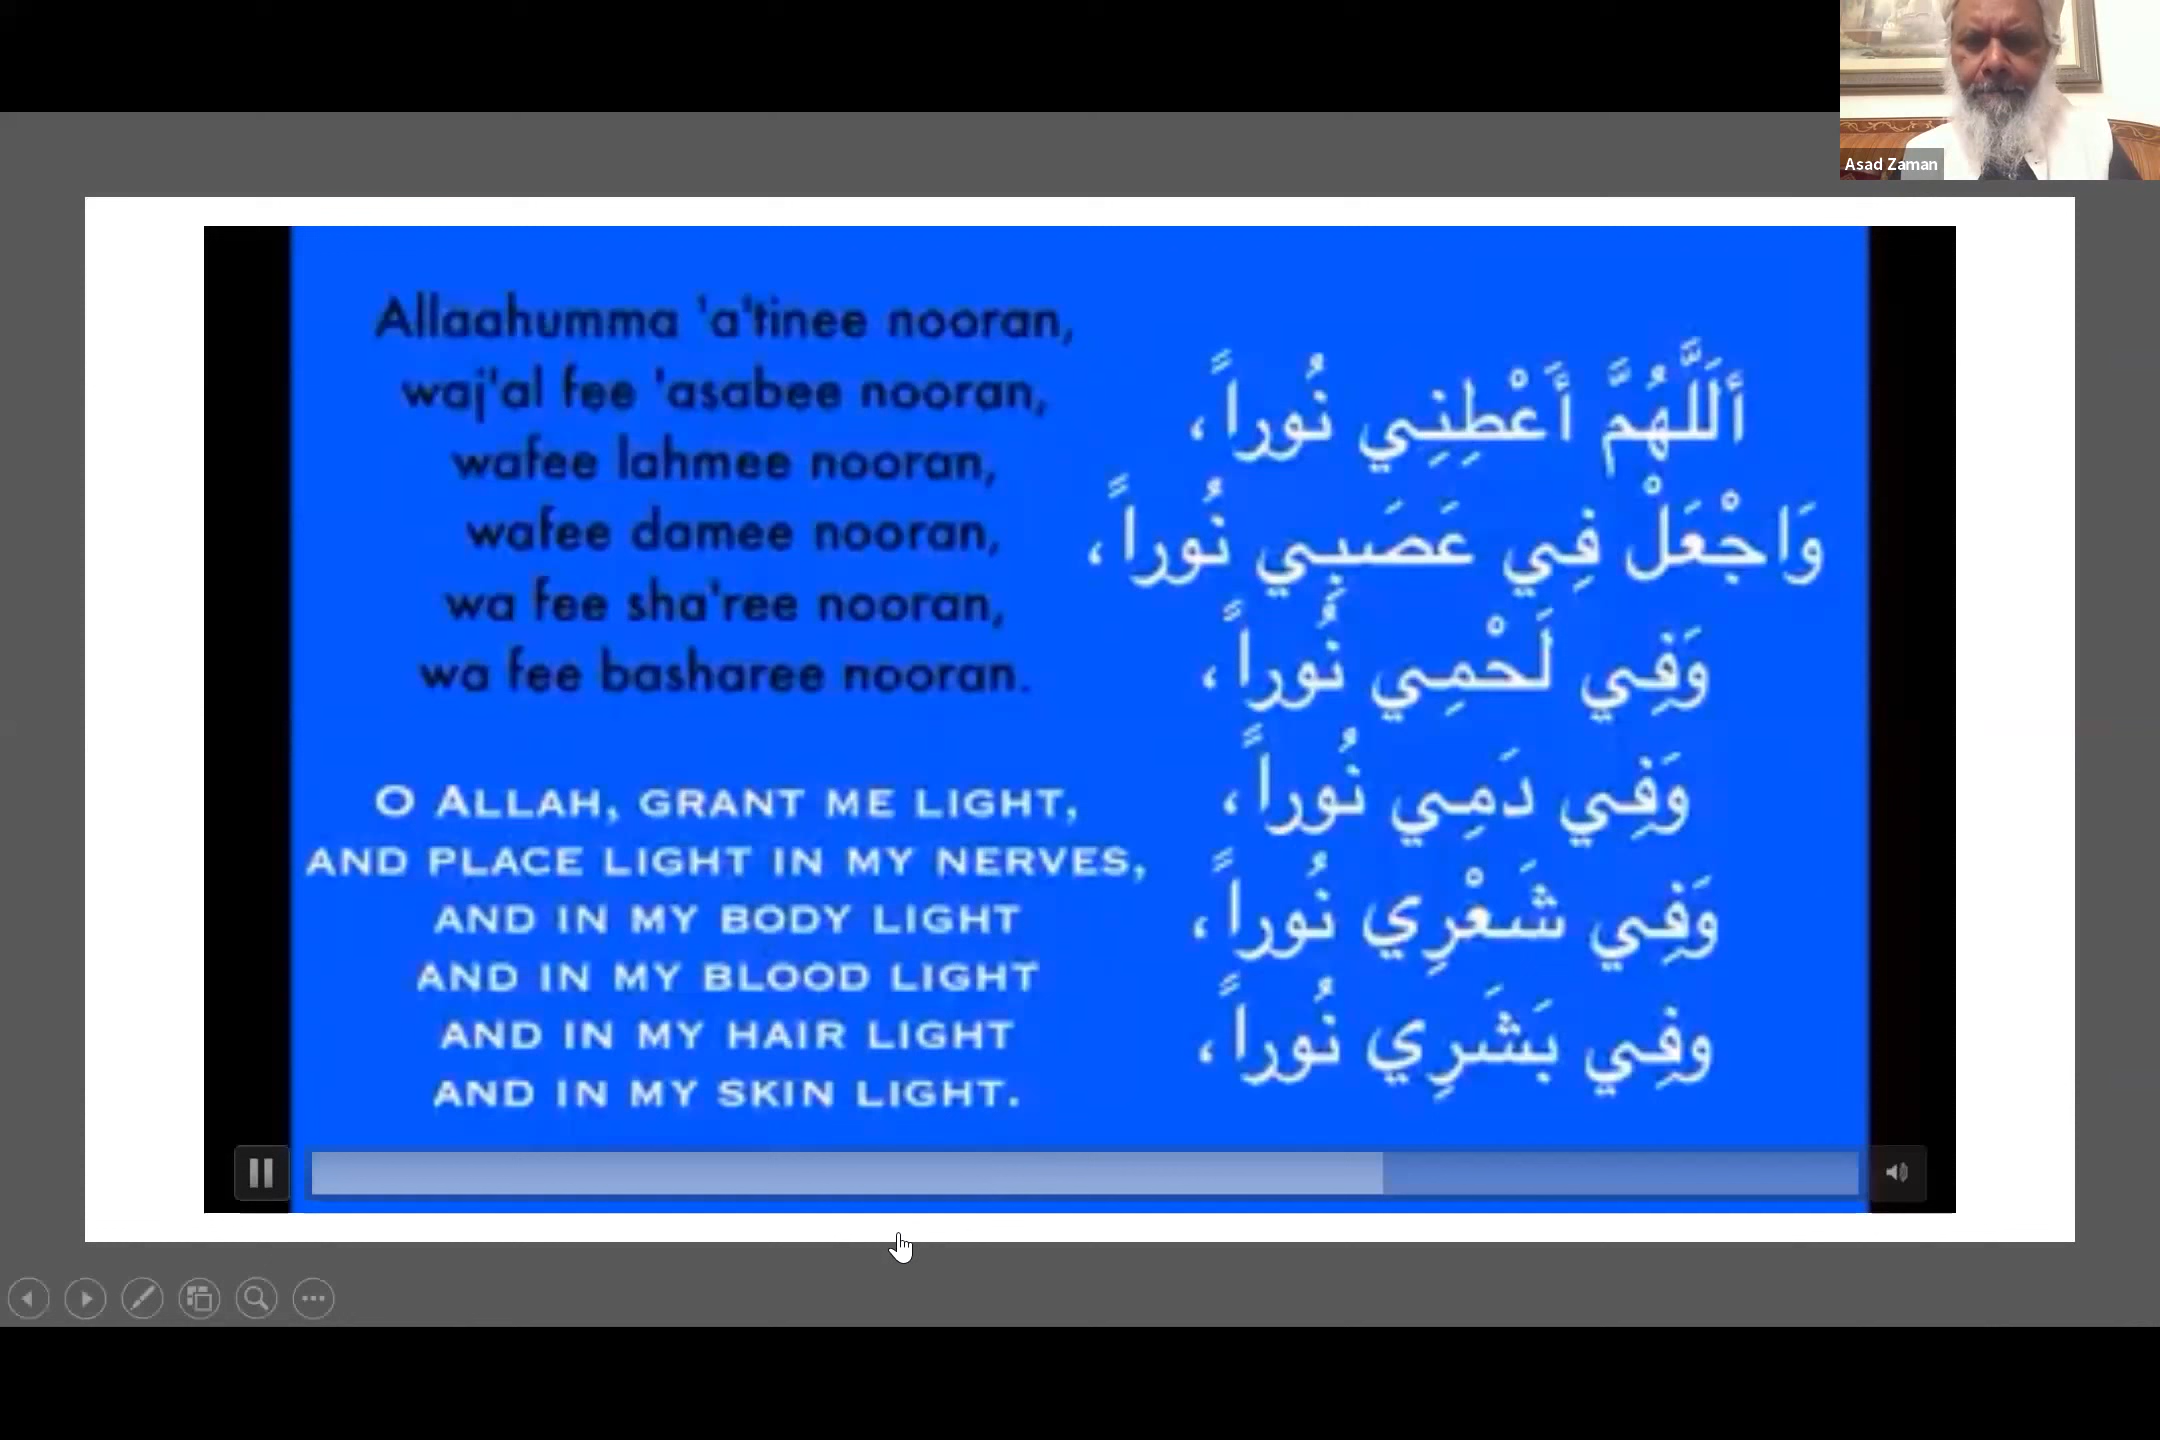 Asad Zaman
Allaahumma 'a'tinee nooran,
waj'al fee 'asabee nooran,
wafee lahmee nooran,
wafee damee nooran,
wa fee sha'ree nooran,
wa fee basharee nooran.
O ALLAH, GRANT ME LIGHT,
AND PLACE LIGHT IN MY NERVES,
AND IN MY BODY LIGHT
AND IN MY BLOOD LIGHT
AND IN MY HAIR LIGHT
AND IN MY SKIN LIGHT.
أَللَّهُمَّ أَعْطِنِي نُوراً،
وَاجْعَلْ فِي عَصَبِي نُوراً،
وَفِي لَحْمِي نُوراً،
وَفِي دَمِي نُوراً،
وَفِي شَعْرِي نُوراً،
وفِي بَشَرِي نُوراً،